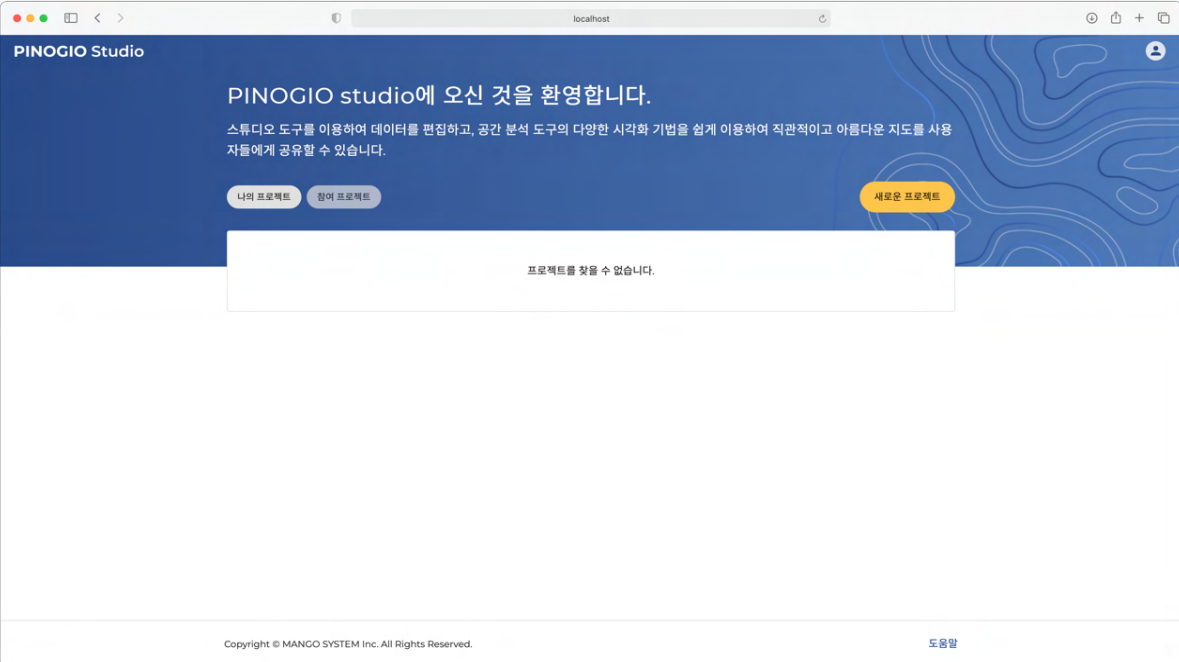 localhost
PINOGIO Studio
PINOGIO studio에 오신 것을 환영합니다.
스튜디오 도구를 이용하여 데이터를 편집하고, 공간 분석 도구의 다양한 시각화 기법을 쉽게 이용하여 직관적이고 아름다운 지도를 사용
자들에게 공유할 수 있습니다.
나의 프로젝트 참여 프로젝트 새로운 프로젝트
프로젝트를 찾을 수 없습니다.
Copyright © MANGO SYSTEM Inc. All Rights Reserved. 도움말